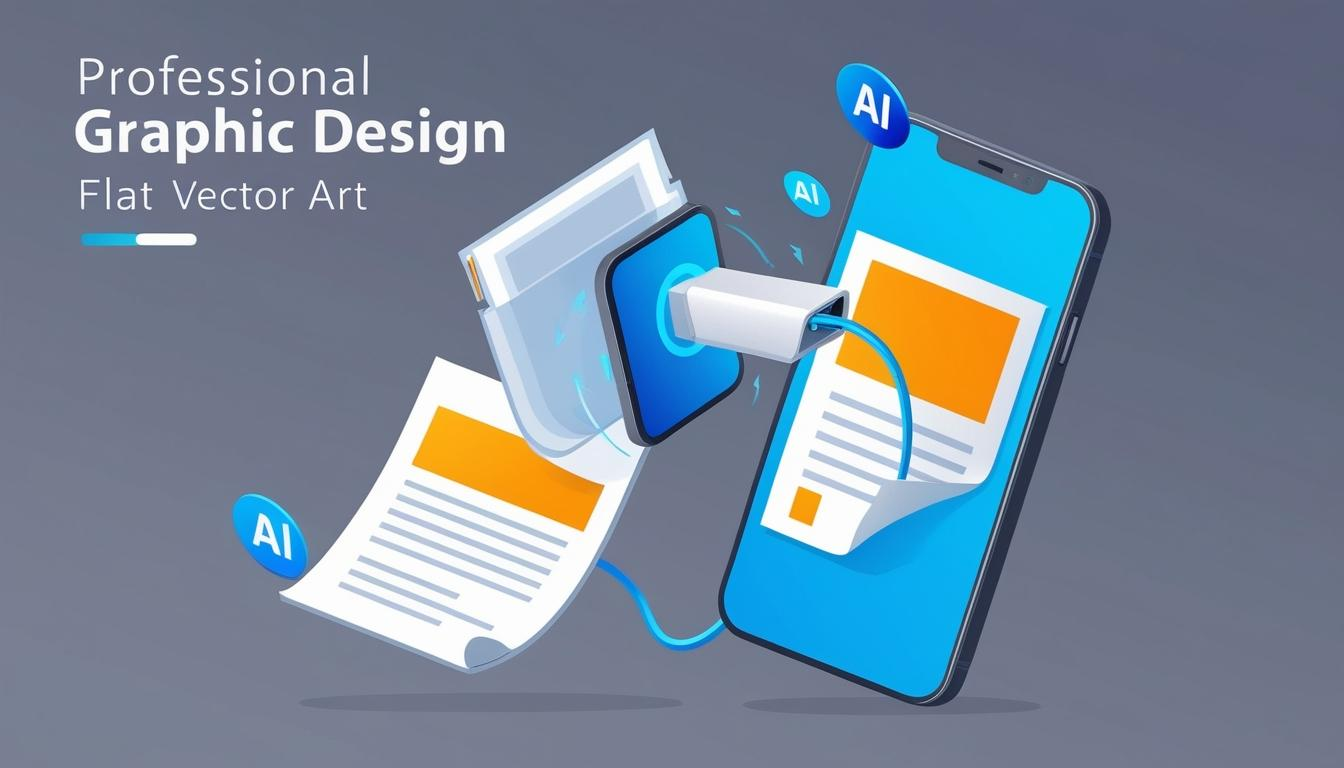 Professional
Graphic Design
Flat Vector Art
AI
AI
AI